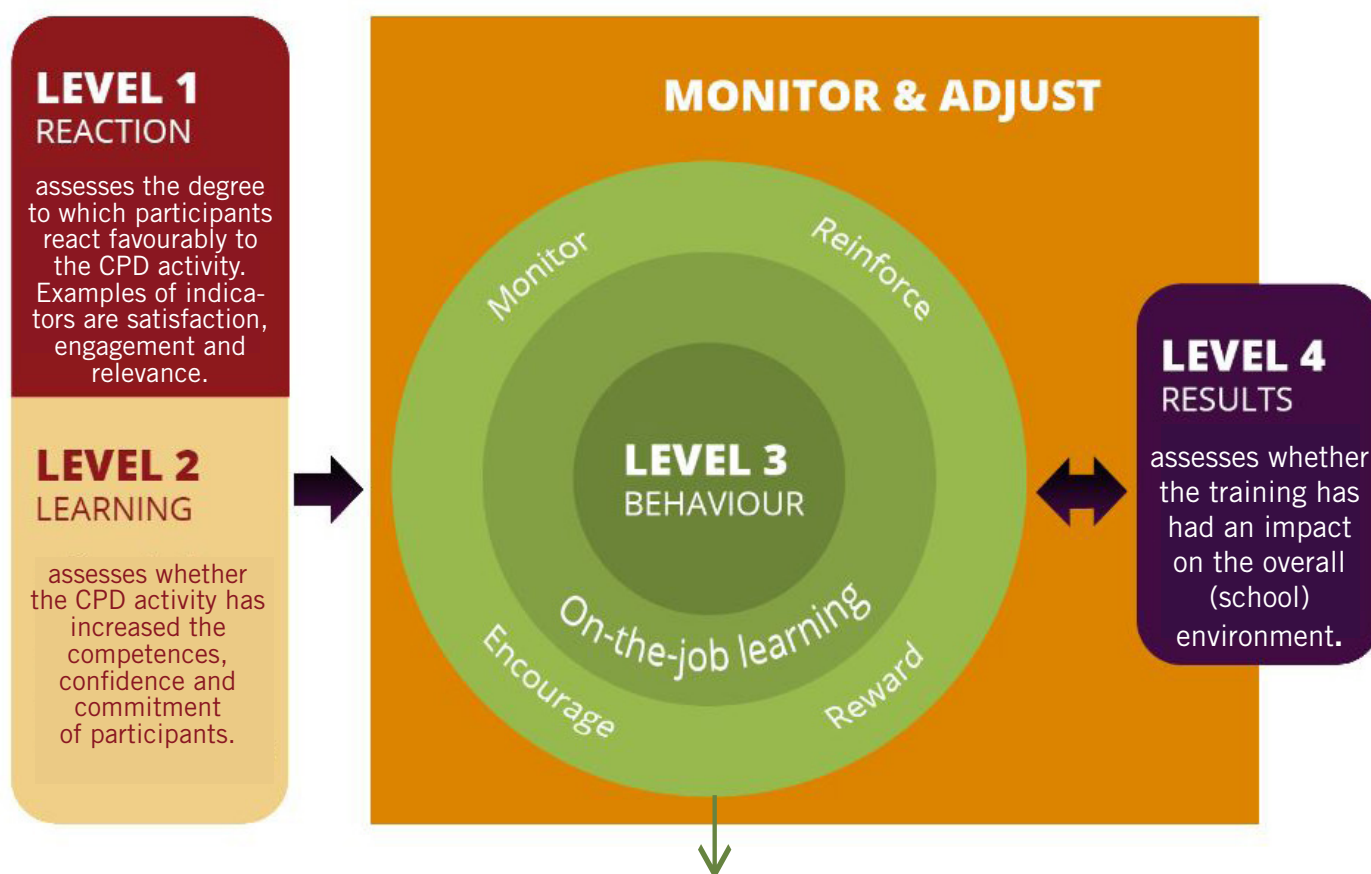 LEVEL 1
REACTION
assesses the degree
to which participants
react favourably to
the CPD activity.
Examples of indica-
tors are satisfaction,
engagement and
relevance.
LEVEL 2
LEARNING
assesses whether
the CPD activity has
increased the
competences,
confidence and
commitment
of participants.
MONITOR & ADJUST
Monitor
Reinforce
LEVEL 3
BEHAVIOUR
On-the-job learning
Encourage
Reward
LEVEL 4
RESULTS
assesses whether
the training has
had an impact
on the overall
(school)
environment.